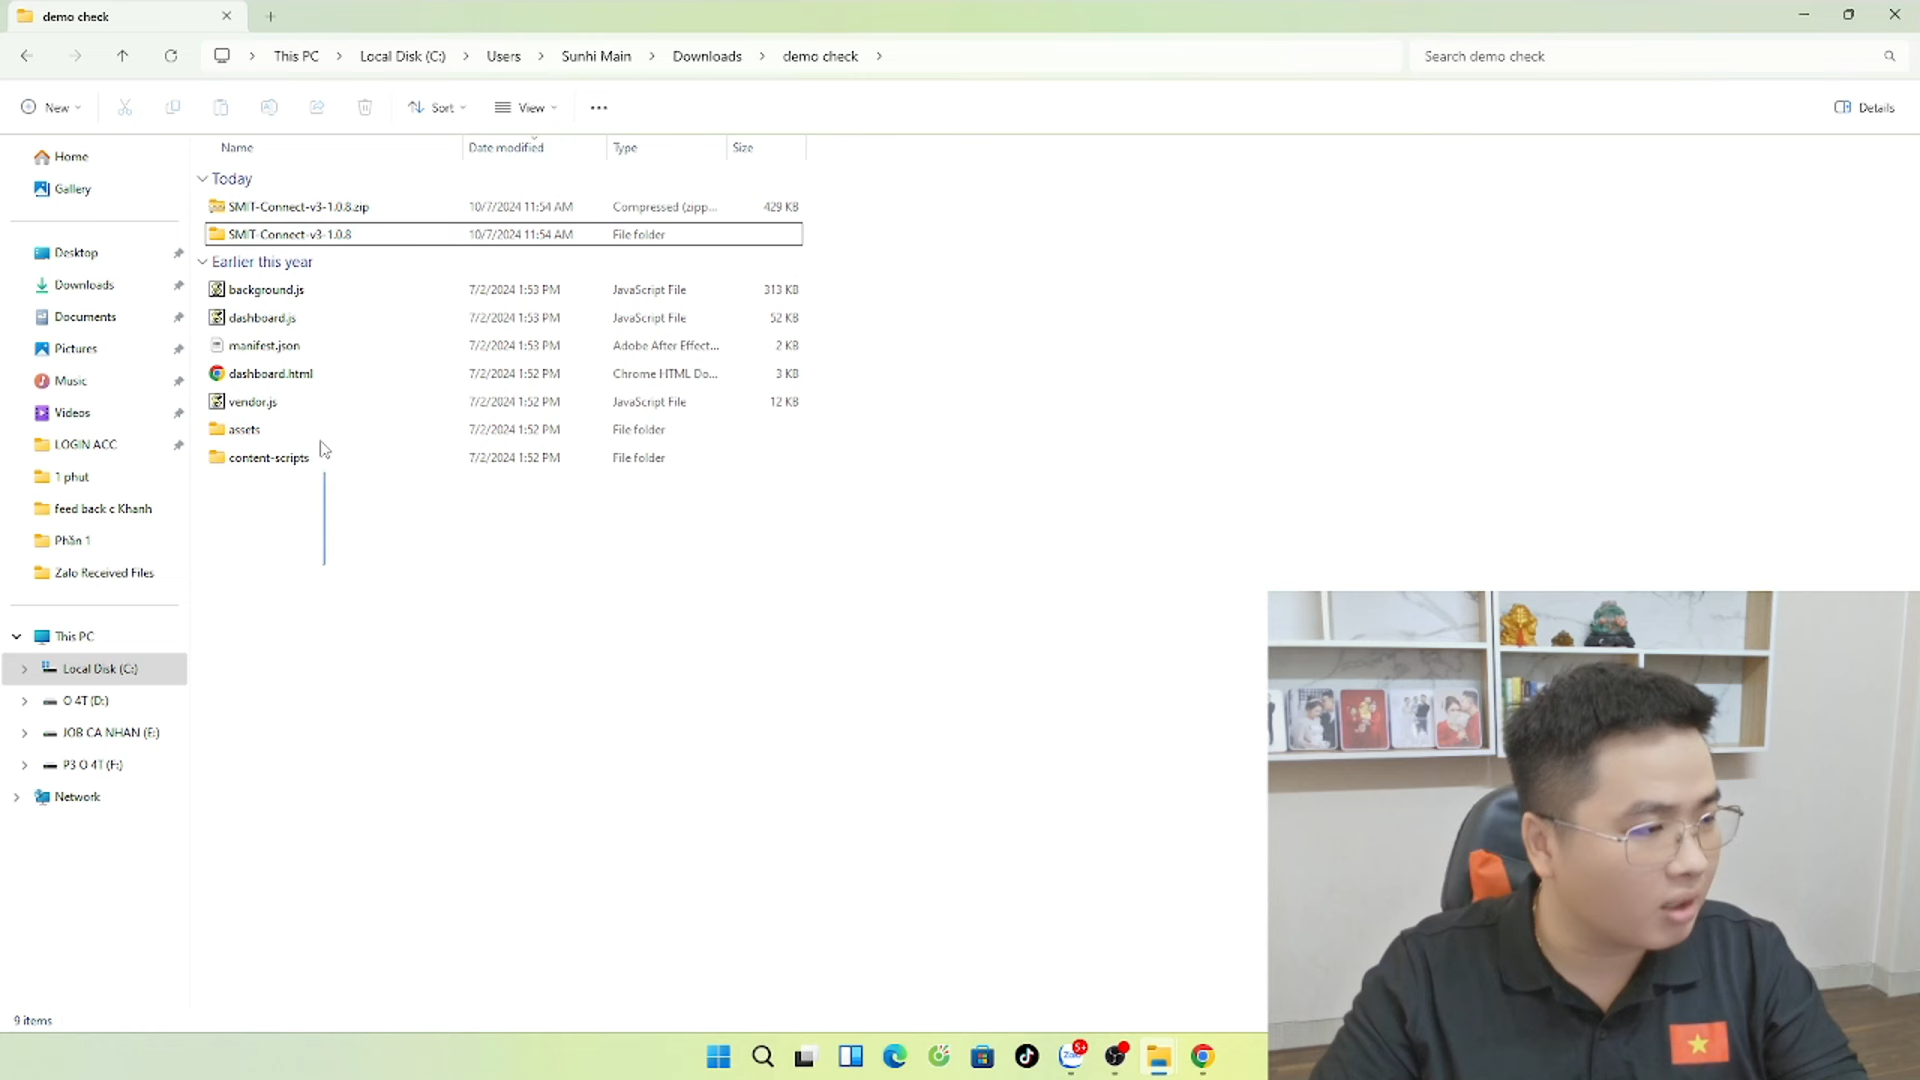 demo check
This PC
Local Disk (C:)
Users
Sunhi Main
Downloads
demo check
Search demo check
New
Sort
View
Details
Name
Date modified
Type
Size
Today
SMIT-Connect-v3-1.0.8.zip 10/7/2024 11:54 AM Compressed (zipp... 429 KB
SMIT-Connect-v3-1.0.8 10/7/2024 11:54 AM File folder
Earlier this year
background.js 7/2/2024 1:53 PM JavaScript File 313 KB
dashboard.js 7/2/2024 1:53 PM JavaScript File 52 KB
manifest.json 7/2/2024 1:53 PM Adobe After Effect... 2 KB
dashboard.html 7/2/2024 1:52 PM Chrome HTML Do... 3 KB
vendor.js 7/2/2024 1:52 PM JavaScript File 12 KB
assets 7/2/2024 1:52 PM File folder
content-scripts 7/2/2024 1:52 PM File folder
Home
Gallery
Desktop
Downloads
Documents
Pictures
Music
Videos
LOGIN ACC
1 phut
feed back c Khanh
Phần 1
Zalo Received Files
This PC
Local Disk (C:)
O 4T (D:)
JOB CA NHAN (E:)
P3 O 4T (F:)
Network
9 items
Zalo
5+